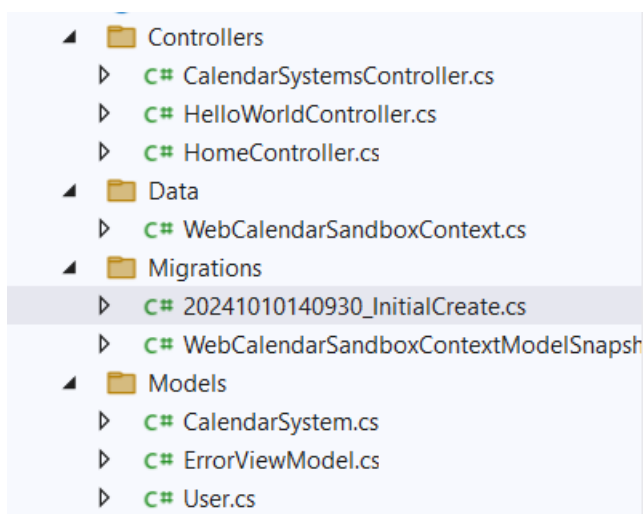 Controllers
C# CalendarSystemsController.cs
C# HelloWorldController.cs
C# HomeController.cs
Data
C# WebCalendarSandboxContext.cs
Migrations
C# 20241010140930_InitialCreate.cs
C# WebCalendarSandboxContextModelSnapsh
Models
C# CalendarSystem.cs
C# ErrorViewModel.cs
C# User.cs